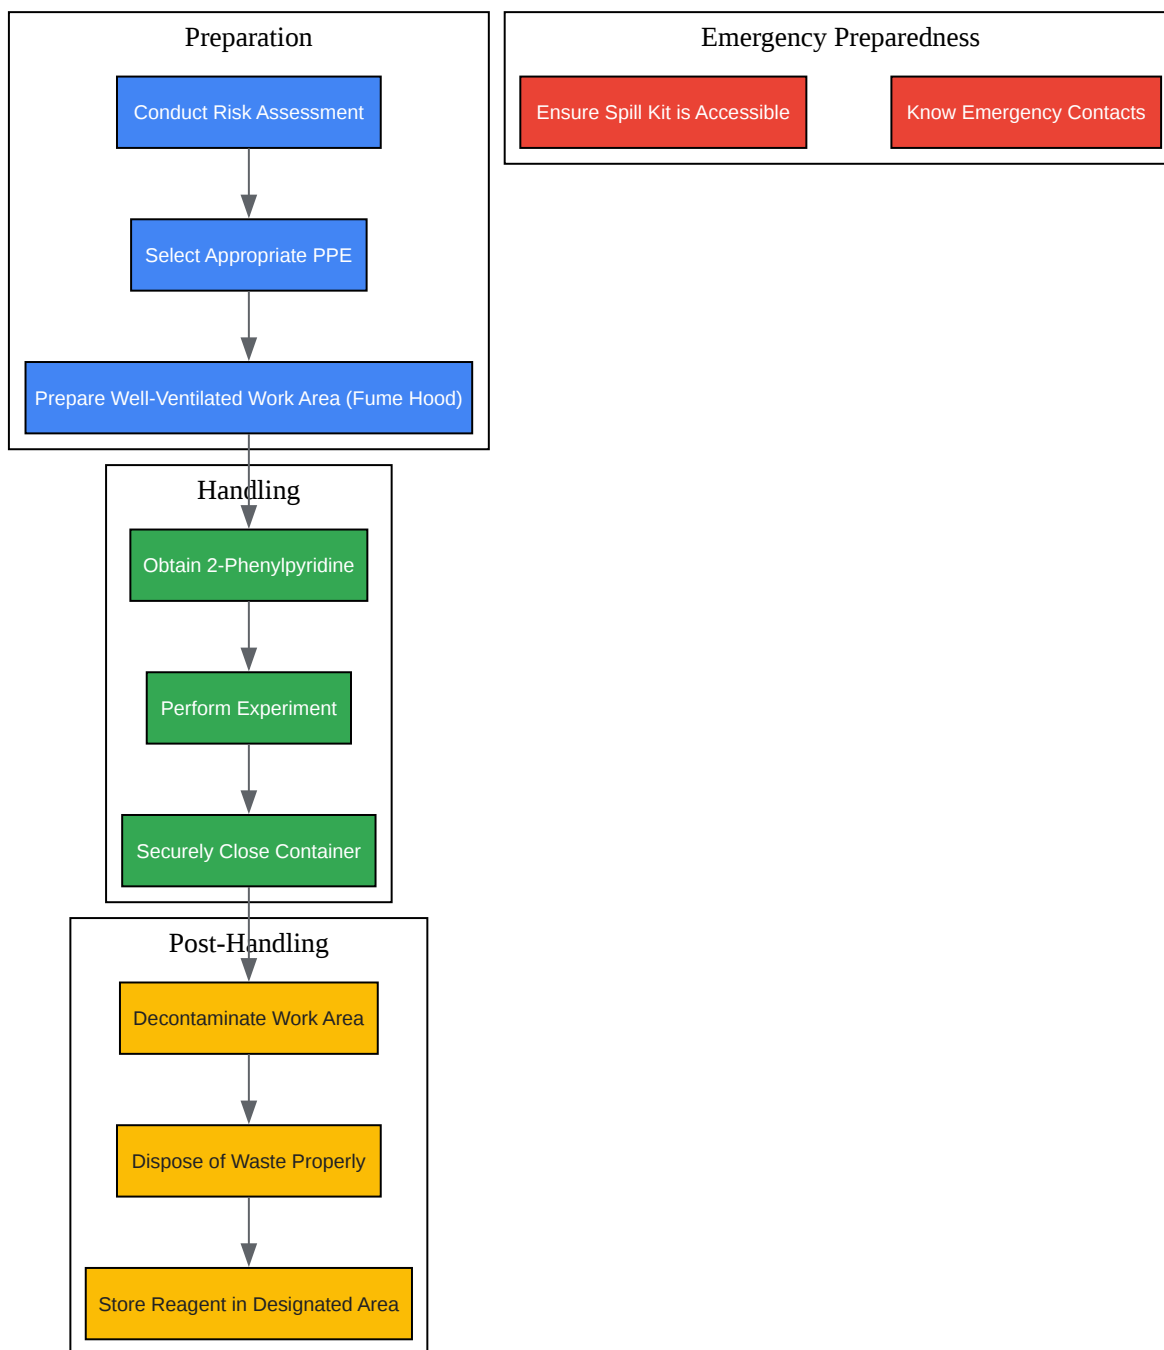 Preparation
Conduct Risk Assessment
Select Appropriate PPE
Prepare Well-Ventilated Work Area (Fume Hood)
Handling
Obtain 2-Phenylpyridine
Perform Experiment
Securely Close Container
Post-Handling
Decontaminate Work Area
Dispose of Waste Properly
Store Reagent in Designated Area
Emergency Preparedness
Ensure Spill Kit is Accessible
Know Emergency Contacts